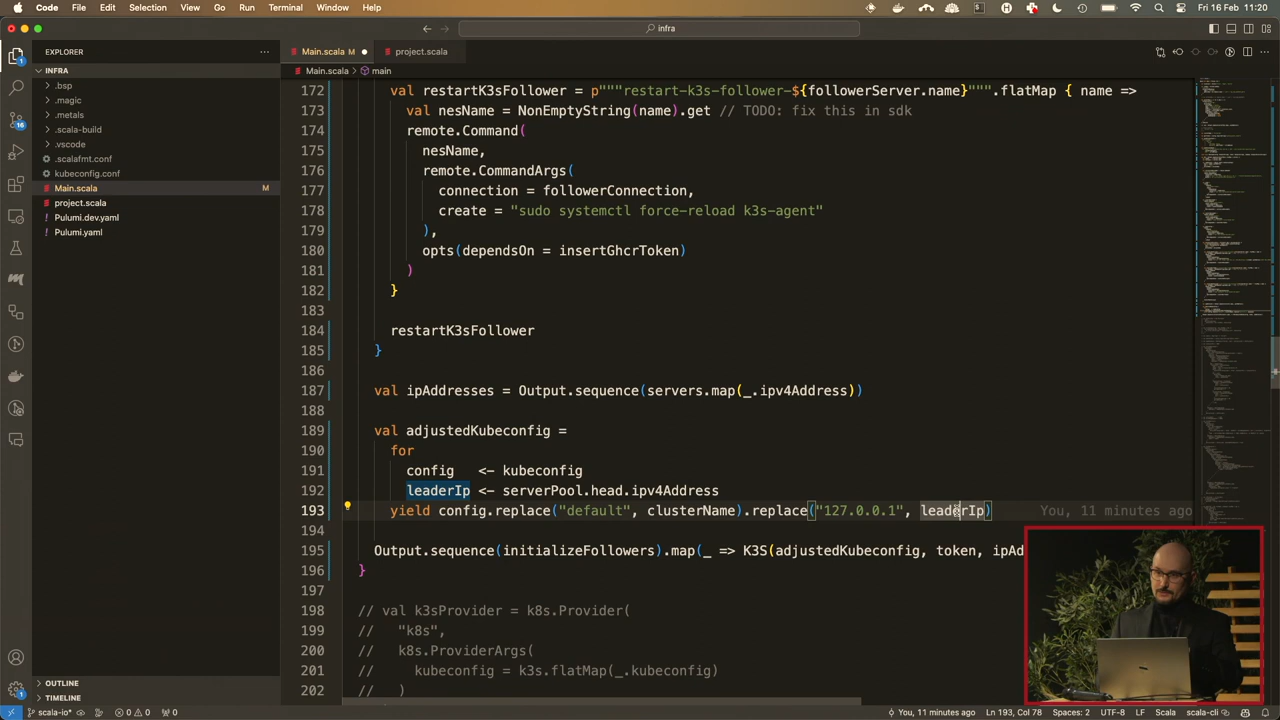 Code File Edit Selection View Go Run Terminal Window Help
Fri 16 Feb 20:00
infra
EXPLORER
Main.scala M
project.scala
INFRA
Main.scala > main
.bsp
.magic
.metals
.scala-build
.vscode
.scalafmt.conf
kubeconfig.conf
Main.scala M
project.scala
Pulumi.dev.yaml
Pulumi.yaml
172 val restartK3sFollower = p"""restart-k3s-follower-${followerServer.name}""".flatMap { name =>
173 val nesName = NonEmptyString(name).get // TODO fix this in sdk
174 remote.Command(
175 nesName,
176 remote.CommandArgs(
177 connection = followerConnection,
178 create = "sudo systemctl force-reload k3s-agent"
179 ),
180 opts(dependsOn = insertGhcrToken)
181 )
182 }
183
184 restartK3sFollower
185 }
186
187 val ipAddresses = Output.sequence(servers.map(_.ipv4Address))
188
189 val adjustedKubeconfig =
190 for
191 config <- kubeconfig
192 leaderIp <- serverPool.head.ipv4Address
193 yield config.replace("default", clusterName).replace("127.0.0.1", leaderIp) You, 11 minutes ago
194
195 Output.sequence(initializeFollowers).map(_ => K3S(adjustedKubeconfig, token, ipAd
196 }
197
198 // val k3sProvider = k8s.Provider(
199 // "k8s",
200 // k8s.ProviderArgs(
201 // kubeconfig = k3s.flatMap(_.kubeconfig)
202 // )
OUTLINE
TIMELINE
scala-io* 0 0 0 You, 11 minutes ago Ln 193, Col 78 Spaces: 2 UTF-8 LF Scala scala-cli